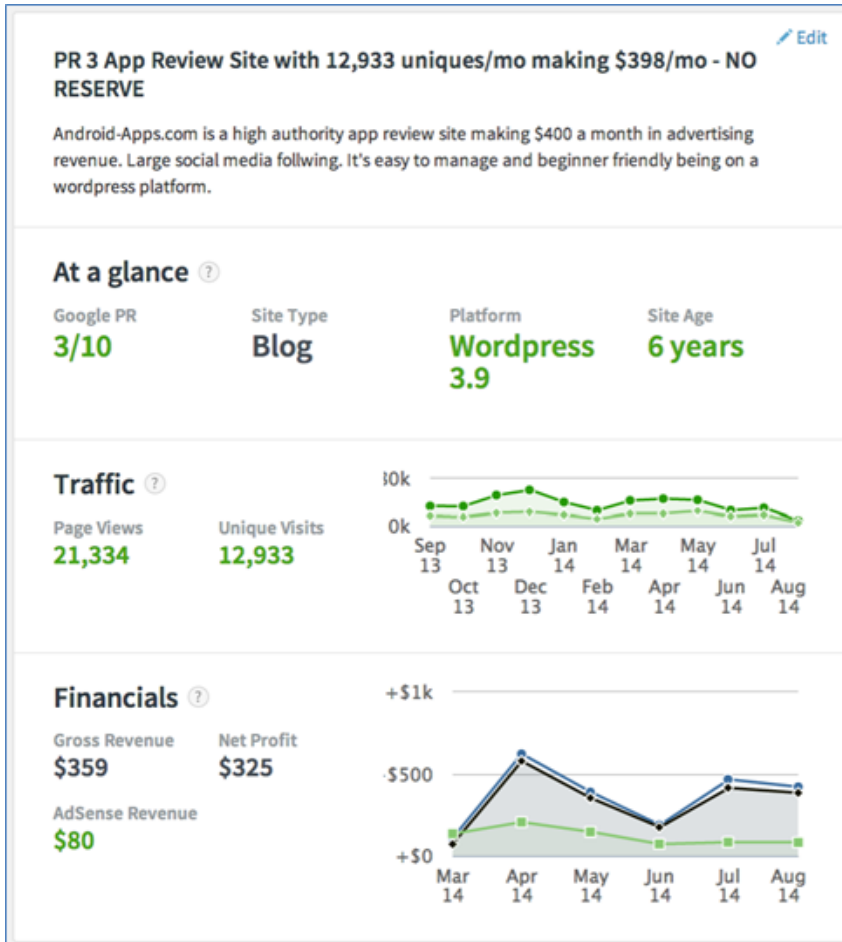 Edit
PR 3 App Review Site with 12,933 uniques/mo making $398/mo - NO
RESERVE
Android-Apps.com is a high authority app review site making $400 a month in advertising
revenue. Large social media follwing. It's easy to manage and beginner friendly being on a
wordpress platform.
At a glance ?
Google PR Site Type Platform Site Age
3/10 Blog Wordpress 6 years
3.9
Traffic ?
Page Views Unique Visits
21,334 12,933
0k
Sep Nov Jan Mar May Jul
13 13 14 14 14 14
Oct Dec Feb Apr Jun Aug
13 13 14 14 14 14
Financials ?
Gross Revenue Net Profit
$359 $325
AdSense Revenue
$80
+$1k
$500
+$0
Mar Apr May Jun Jul Aug
14 14 14 14 14 14